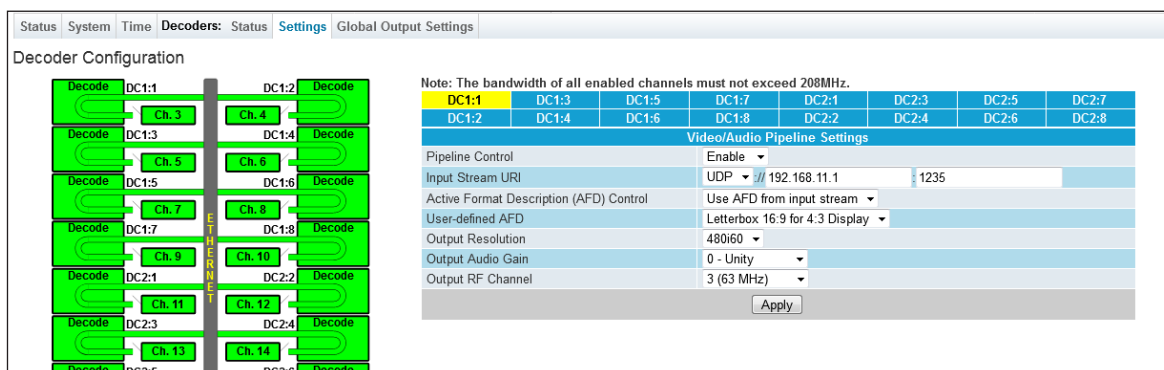 Status System Time Decoders: Status Settings Global Output Settings
Decoder Configuration
Decode DC1:1 DC1:2 Decode
Ch. 3 Ch. 4
Decode DC1:3 DC1:4 Decode
Ch. 5 Ch. 6
Decode DC1:5 DC1:6 Decode
Ch. 7 Ch. 8
Decode DC1:7 DC1:8 Decode
Ch. 9 Ch. 10
Decode DC2:1 DC2:2 Decode
Ch. 11 Ch. 12
Decode DC2:3 DC2:4 Decode
Ch. 13 Ch. 14
Decode DC2:5 DC2:6 Decode
ETHERNET
Note: The bandwidth of all enabled channels must not exceed 208MHz.
DC1:1 DC1:3 DC1:5 DC1:7 DC2:1 DC2:3 DC2:5 DC2:7
DC1:2 DC1:4 DC1:6 DC1:8 DC2:2 DC2:4 DC2:6 DC2:8
Video/Audio Pipeline Settings
Pipeline Control Enable
Input Stream URI UDP :// 192.168.11.1 : 1235
Active Format Description (AFD) Control Use AFD from input stream
User-defined AFD Letterbox 16:9 for 4:3 Display
Output Resolution 480i60
Output Audio Gain 0 - Unity
Output RF Channel 3 (63 MHz)
Apply